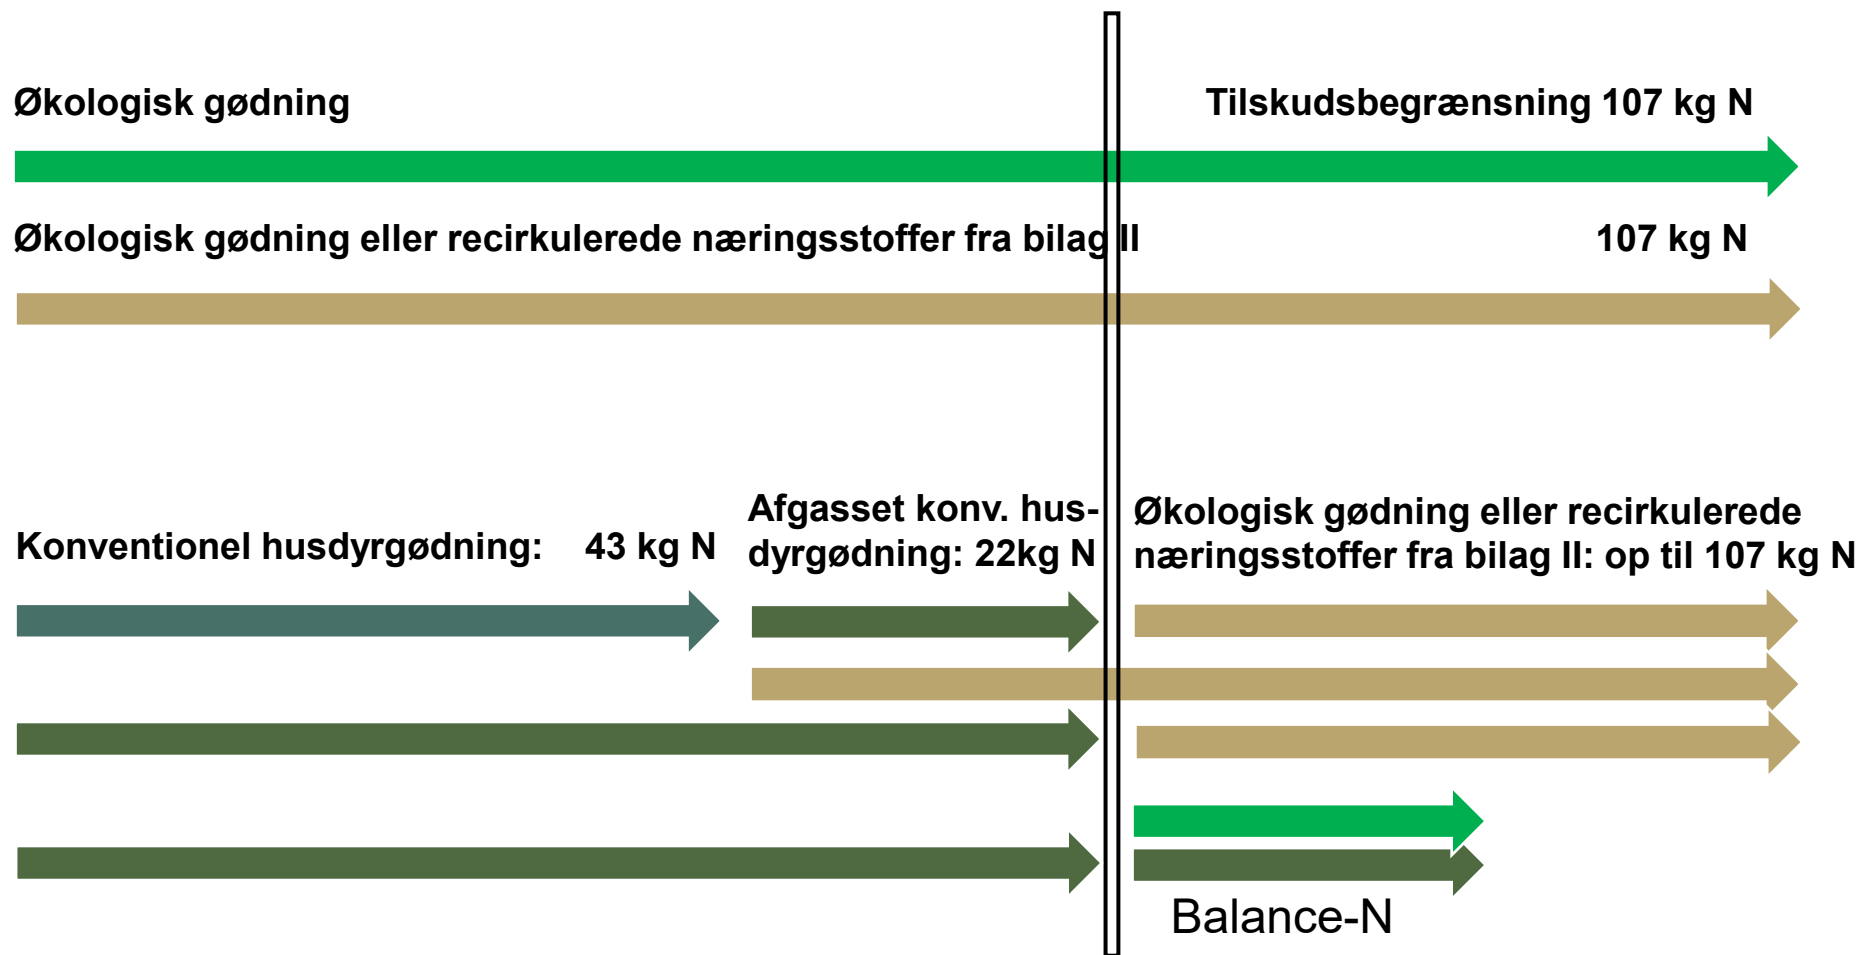 Økologisk gødning
Tilskudsbegrænsning 107 kg N
Økologisk gødning eller recirkulerede næringsstoffer fra bilag II
107 kg N
Konventionel husdyrgødning: 43 kg N
Afgasset konv. hus-
dyrgødning: 22kg N
Økologisk gødning eller recirkulerede
næringsstoffer fra bilag II: op til 107 kg N
Balance-N